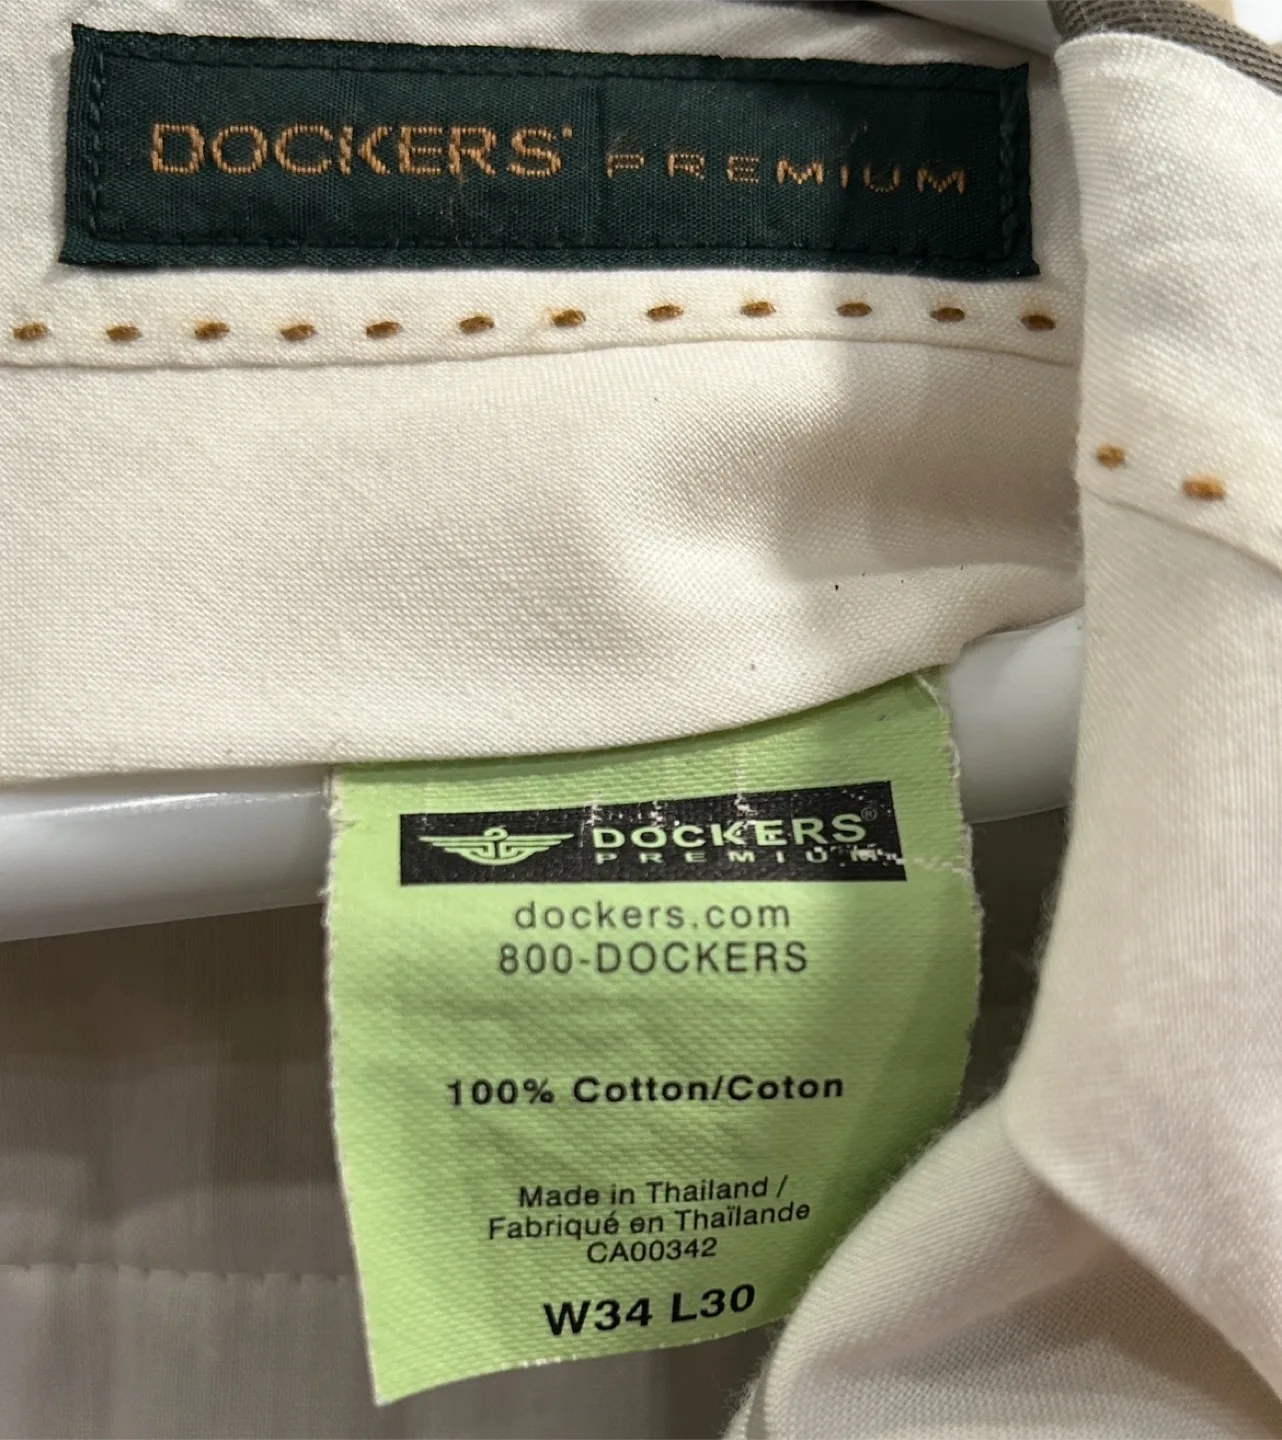 DOCKERS® PREMIUM
DOCKERS®
PREMIUM
dockers.com
800-DOCKERS
100% Cotton/Coton
Made in Thailand /
Fabriqué en Thaïlande
CA00342
W34 L30